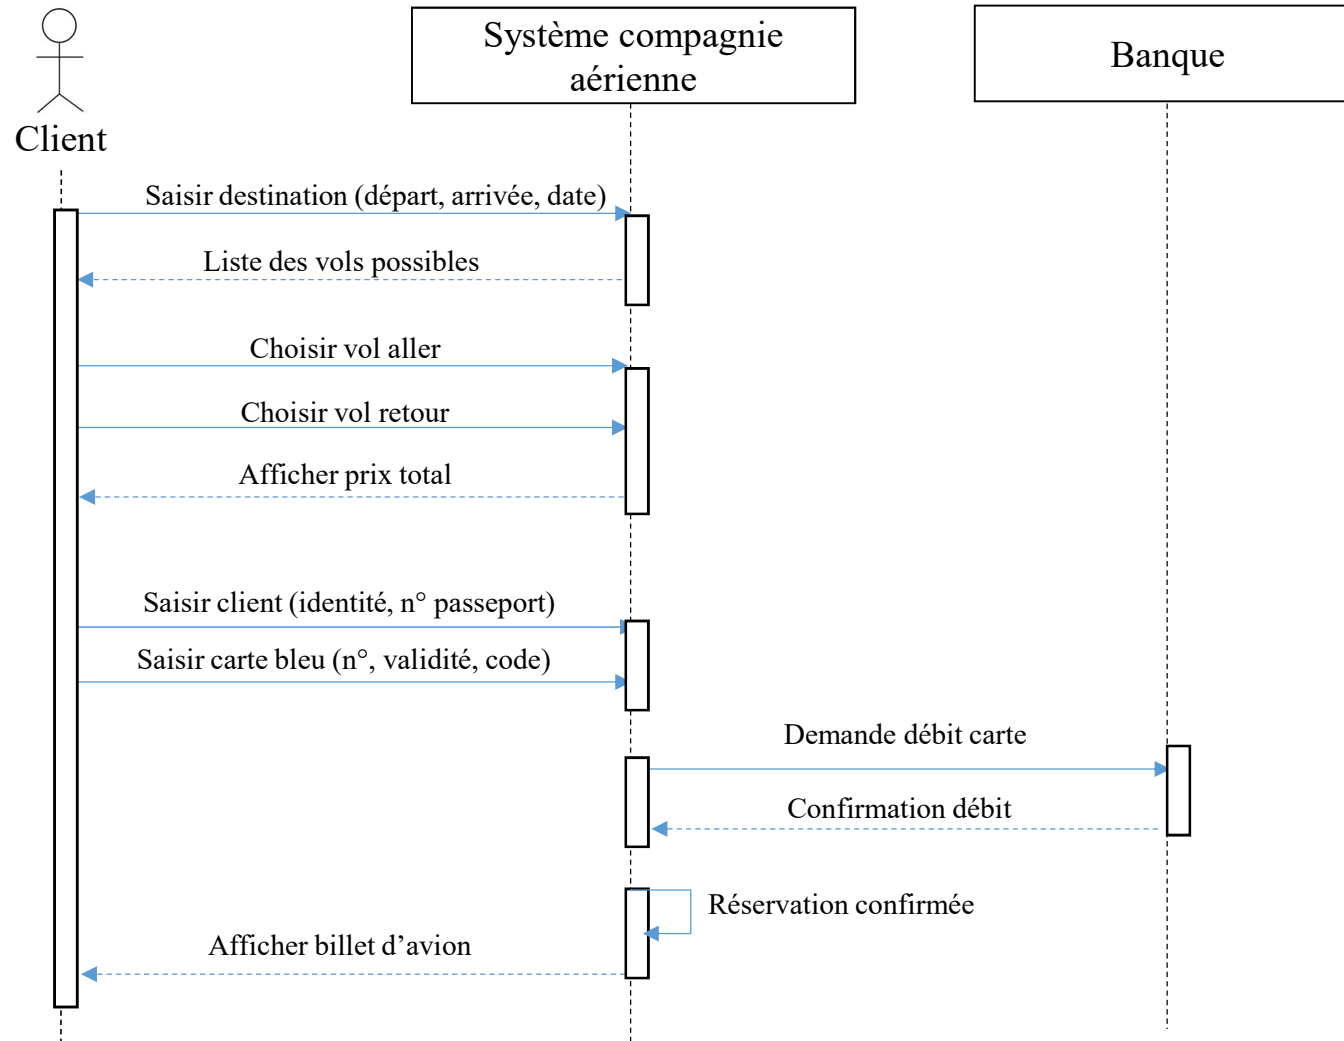 Système compagnie
aérienne
Banque
Client
Saisir destination (départ, arrivée, date)
Liste des vols possibles
Choisir vol aller
Choisir vol retour
Afficher prix total
Saisir client (identité, n° passeport)
Saisir carte bleu (n°, validité, code)
Demande débit carte
Confirmation débit
Réservation confirmée
Afficher billet d’avion